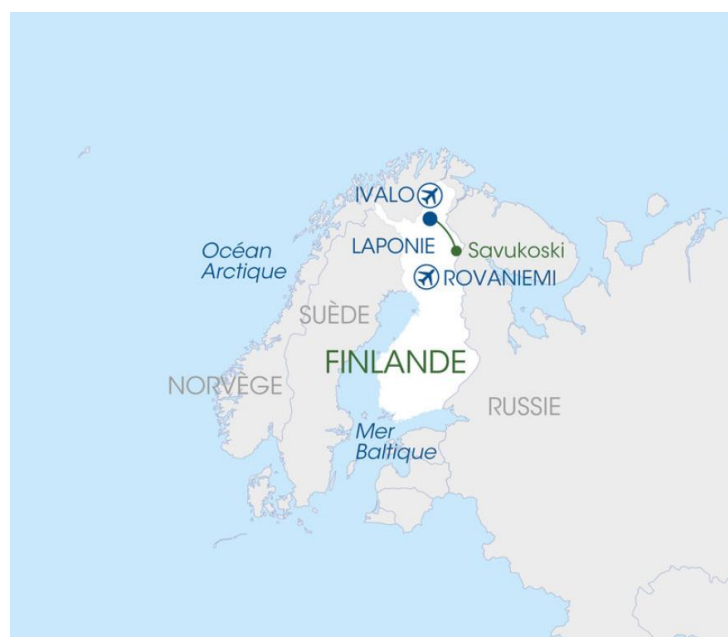 IVALO
Océan
Arctique
LAPONIE
Savukoski
ROVANIEMI
SUÈDE
FINLANDE
NORVÈGE
RUSSIE
Mer
Baltique